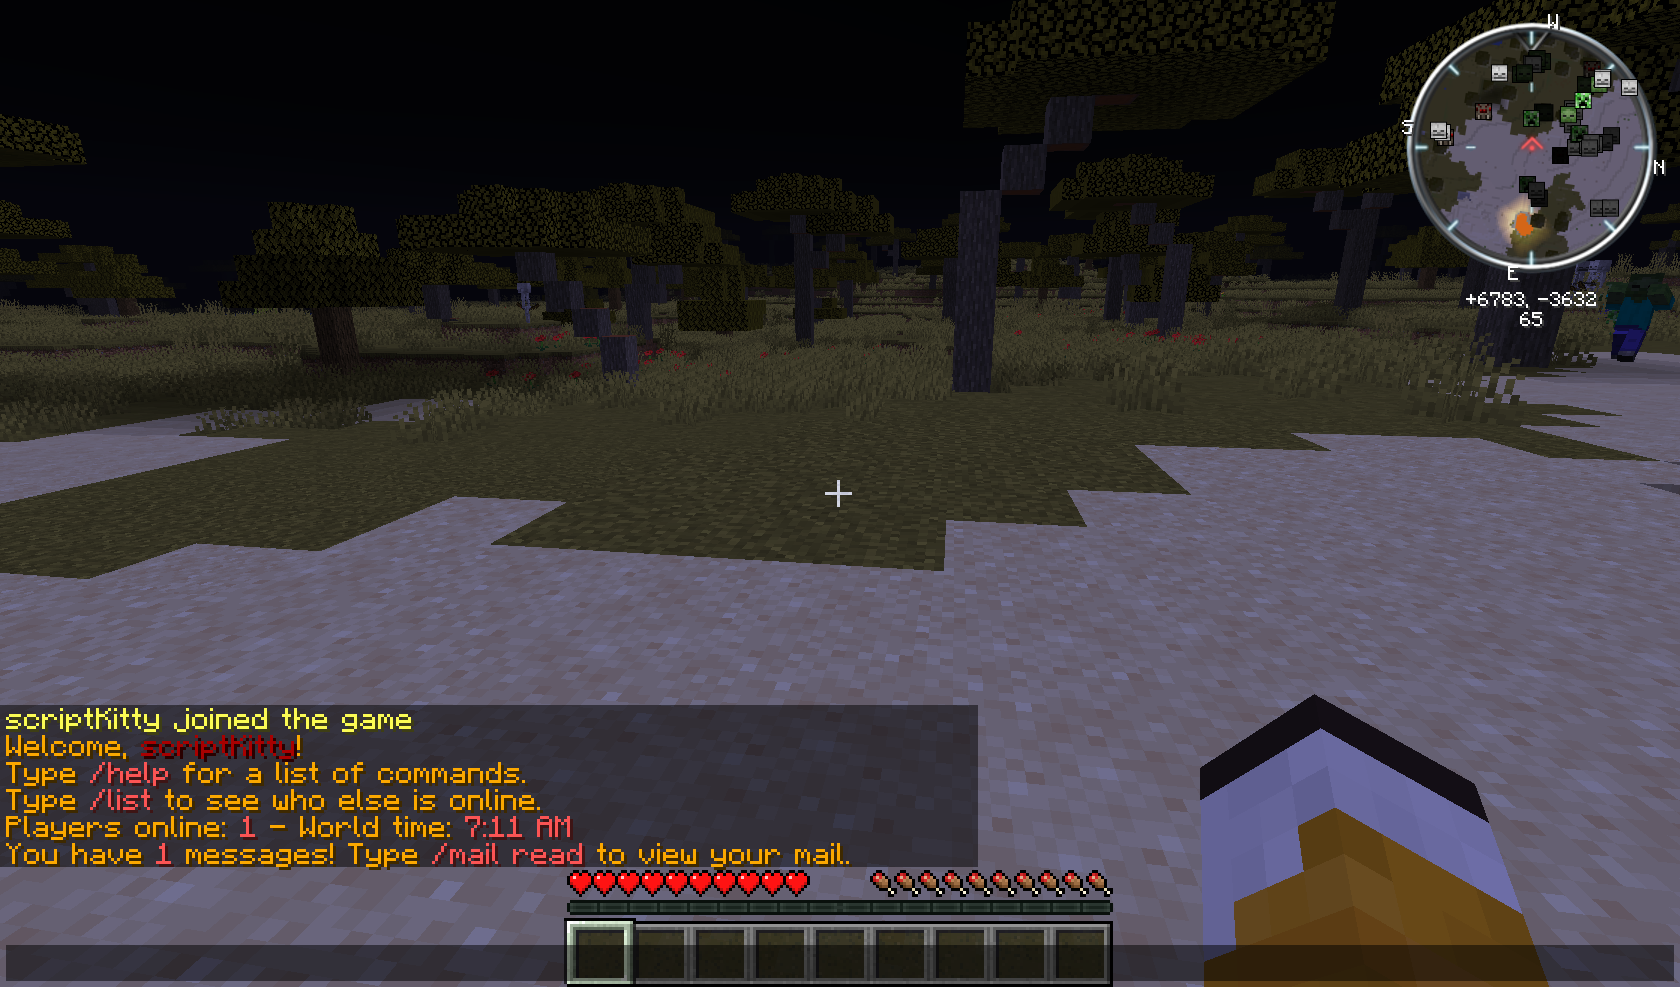 W
S
N
E
+6783, -3632
65
scriptKitty joined the game
Welcome, scriptKitty!
Type /help for a list of commands.
Type /list to see who else is online.
Players online: 1 - World time: 7:11 AM
You have 1 messages! Type /mail read to view your mail.